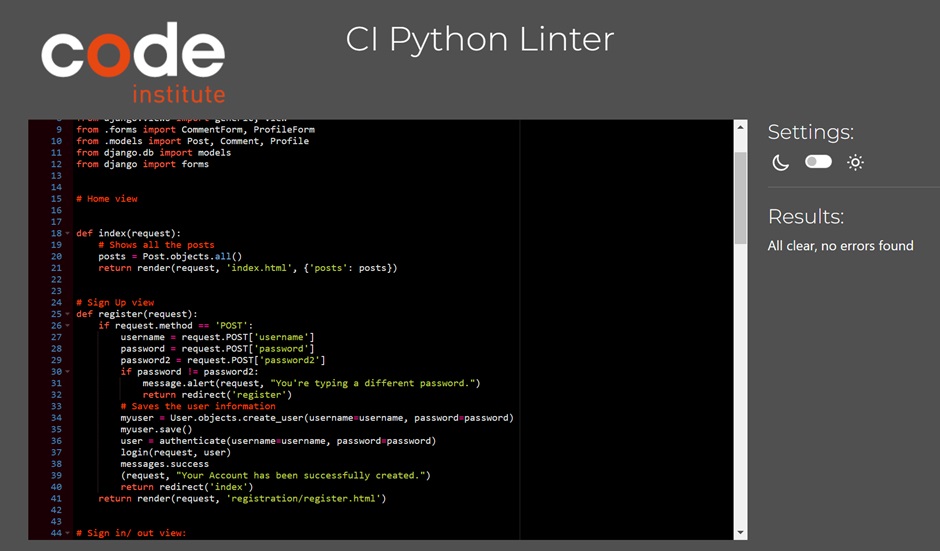 code
institute
CI Python Linter
8 from django.views import generic, View
9 from .forms import CommentForm, ProfileForm
10 from .models import Post, Comment, Profile
11 from django.db import models
12 from django import forms
13
14
15 # Home view
16
17
18 def index(request):
19     # Shows all the posts
20     posts = Post.objects.all()
21     return render(request, 'index.html', {'posts': posts})
22
23
24 # Sign Up view
25 def register(request):
26     if request.method == 'POST':
27         username = request.POST['username']
28         password = request.POST['password']
29         password2 = request.POST['password2']
30         if password != password2:
31             message.alert(request, "You're typing a different password.")
32             return redirect('register')
33         # Saves the user information
34         myuser = User.objects.create_user(username=username, password=password)
35         myuser.save()
36         user = authenticate(username=username, password=password)
37         login(request, user)
38         messages.success
39         (request, "Your Account has been successfully created.")
40         return redirect('index')
41     return render(request, 'registration/register.html')
42
43
44 # Sign in/ out view:
Settings:
Results:
All clear, no errors found